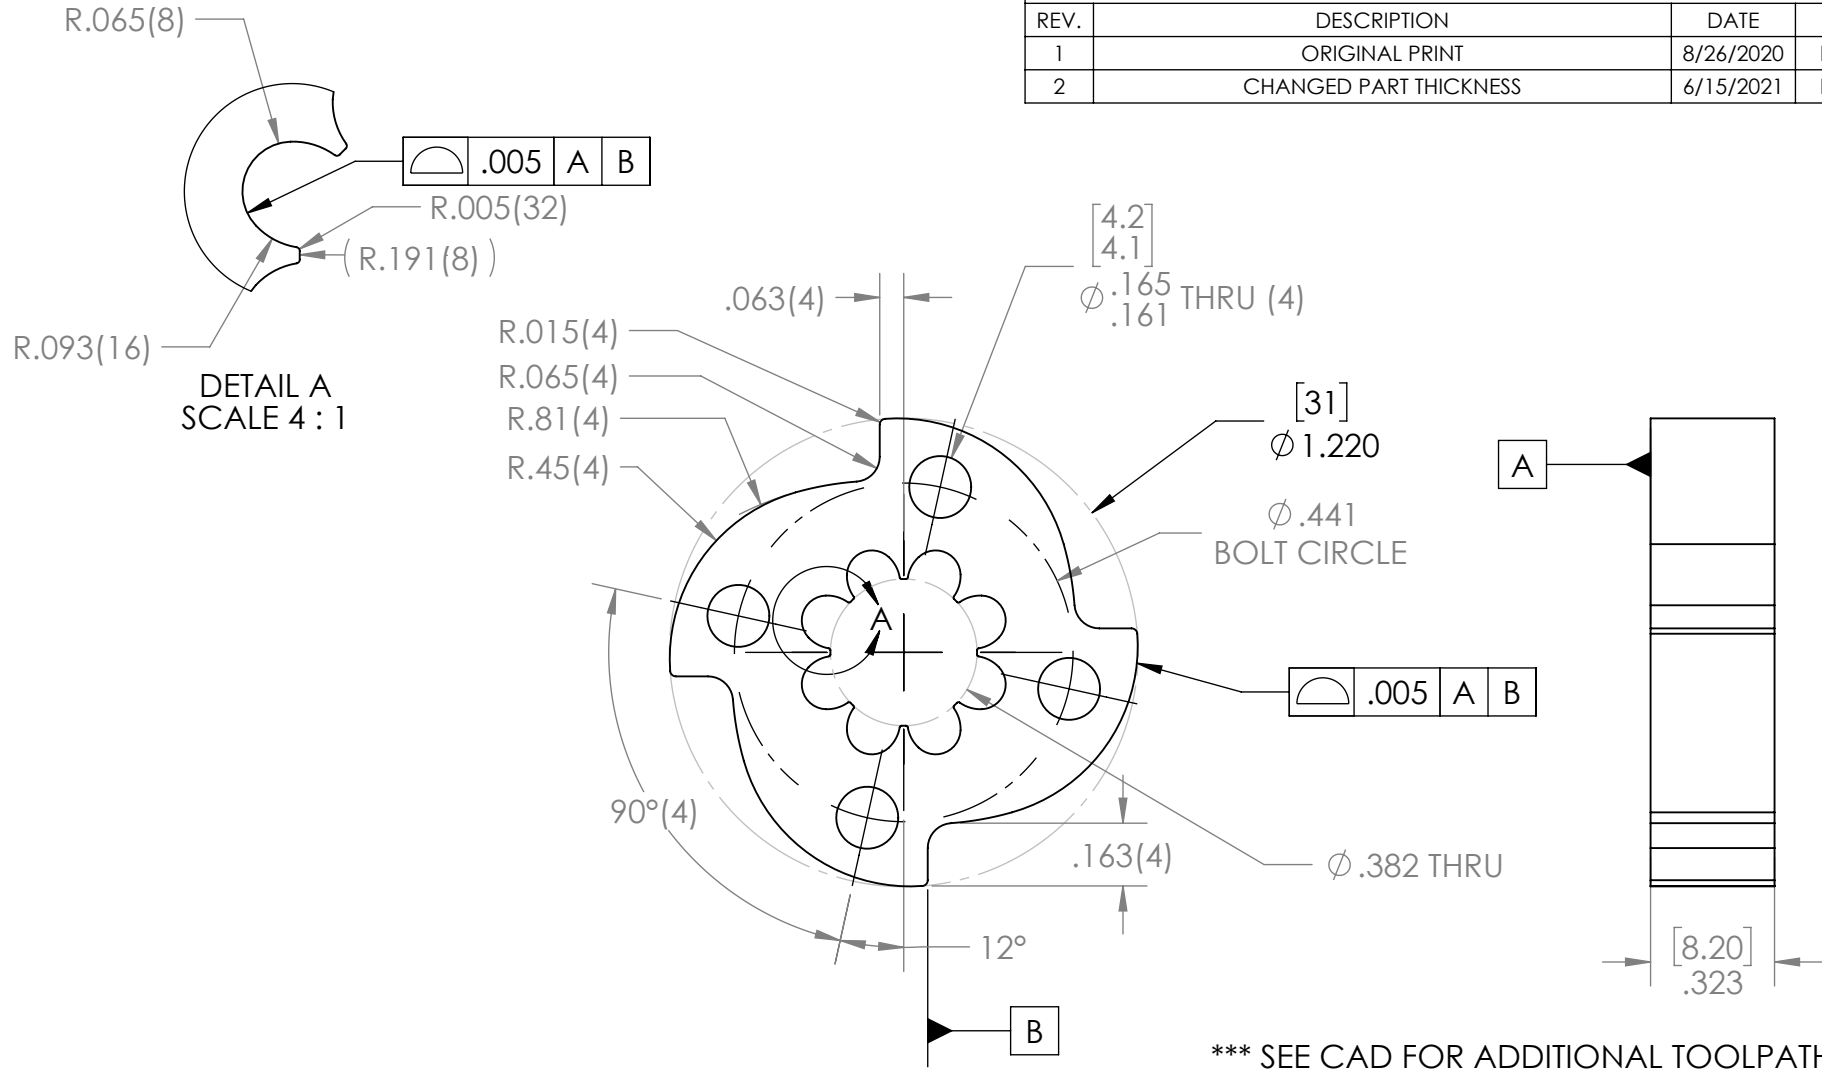 R.065(8)
REV. DESCRIPTION DATE
1 ORIGINAL PRINT 8/26/2020
2 CHANGED PART THICKNESS 6/15/2021
⌓ .005 A B
R.005(32)
(R.191(8))
R.093(16)
DETAIL A
SCALE 4 : 1
[4.2]
[4.1]
∅ .165
.161 THRU (4)
.063(4)
R.015(4)
R.065(4)
R.81(4)
R.45(4)
[31]
∅ 1.220
∅ .441
BOLT CIRCLE
A
A
⌓ .005 A B
90°(4)
.163(4)
∅ .382 THRU
12°
B
[8.20]
.323
*** SEE CAD FOR ADDITIONAL TOOLPATH